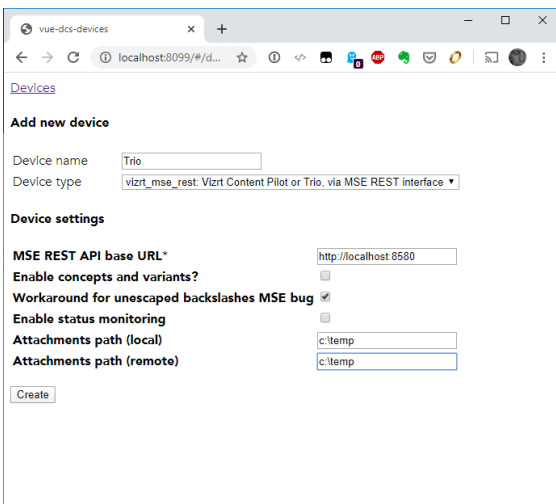 vue-dcs-devices
localhost:8099/#/d...
0
ABP
Devices
Add new device
Device name Trio
Device type vizrt_mse_rest: Vizrt Content Pilot or Trio, via MSE REST interface
Device settings
MSE REST API base URL* http://localhost:8580
Enable concepts and variants?
Workaround for unescaped backslashes MSE bug
Enable status monitoring
Attachments path (local) c:\temp
Attachments path (remote) c:\temp
Create